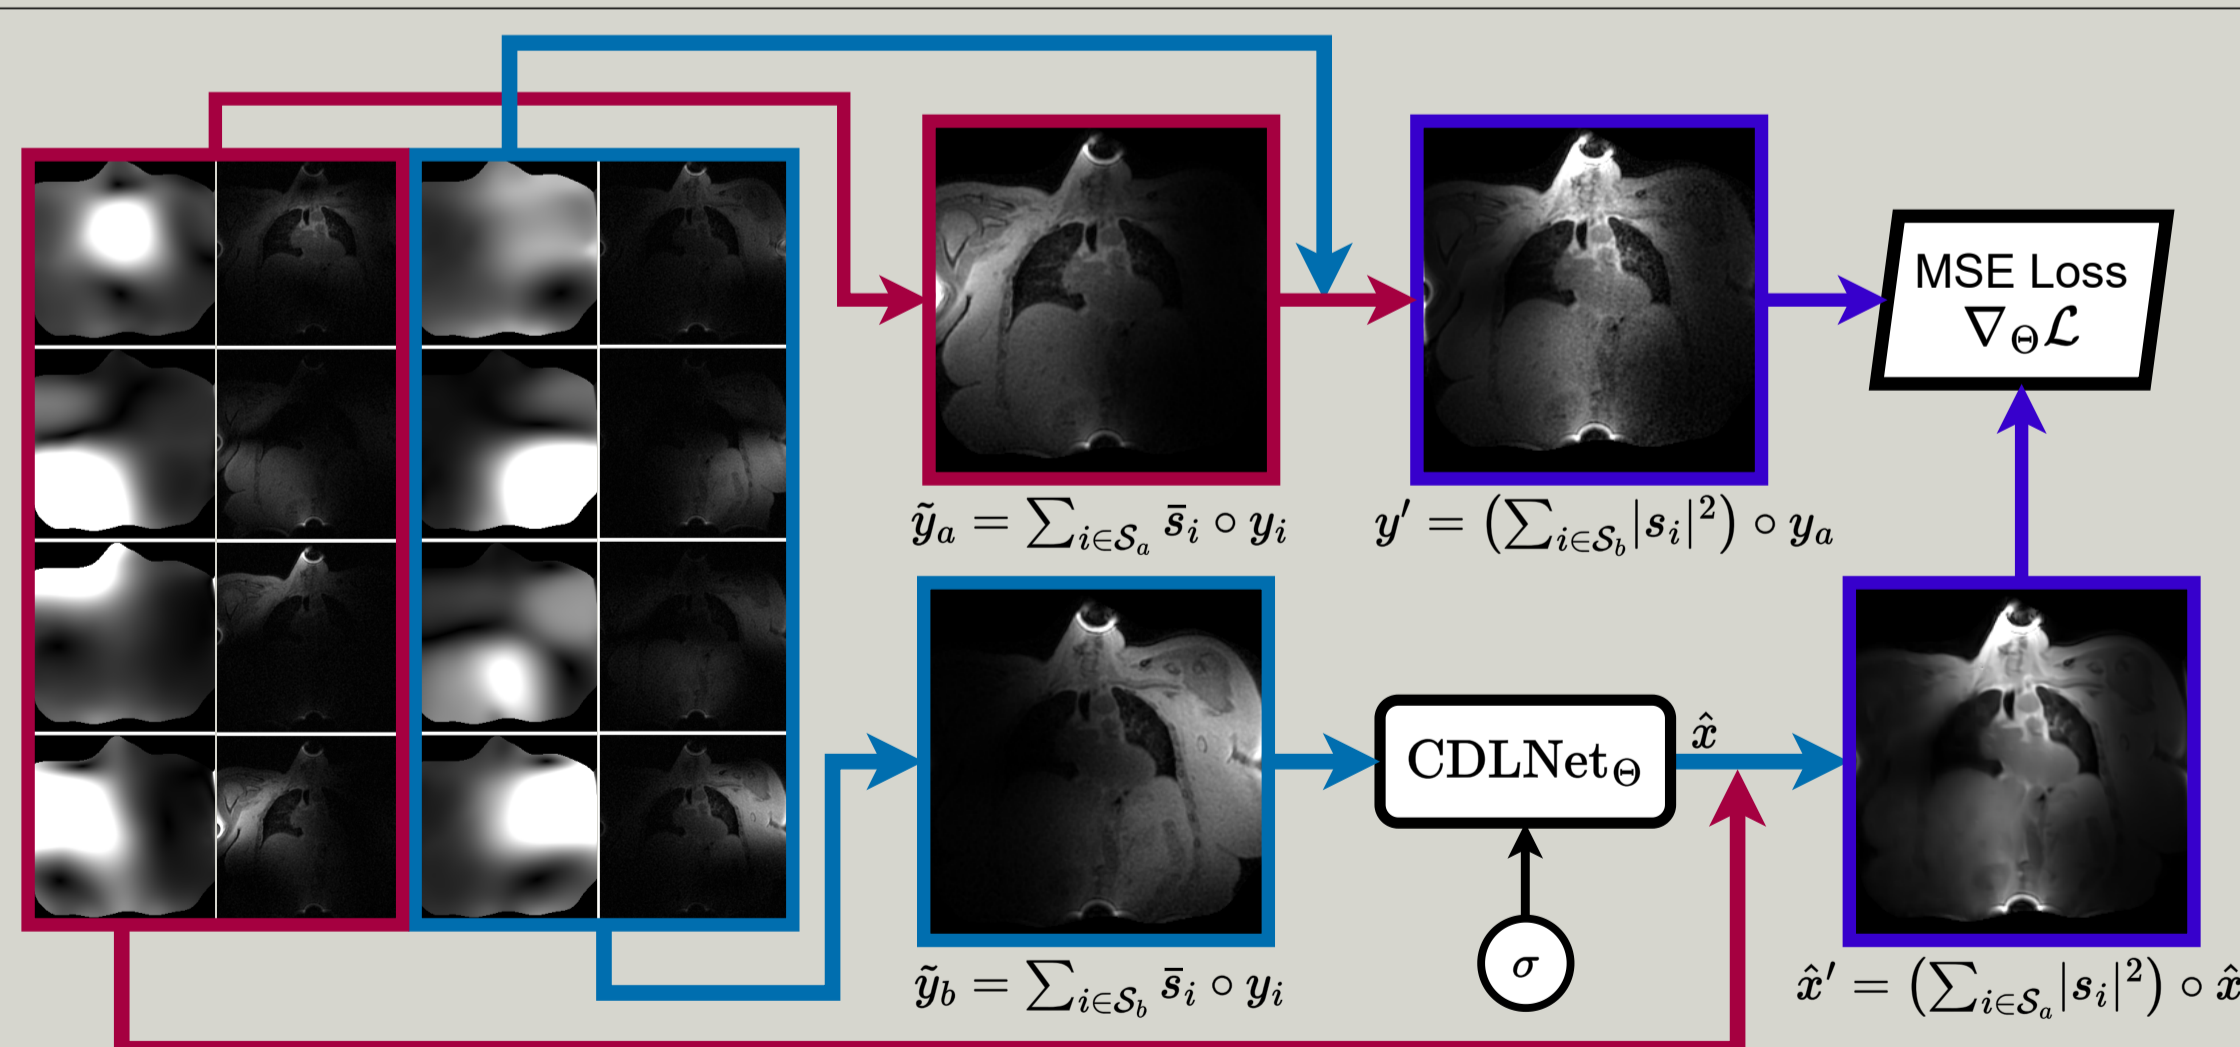 MSE Loss
∇_Θ ℒ
ỹ_a = ∑_{i∈𝒮_a} s̄_i ∘ y_i
y′ = (∑_{i∈𝒮_b} |s_i|²) ∘ y_a
CDLNet_Θ
x̂
σ
ỹ_b = ∑_{i∈𝒮_b} s̄_i ∘ y_i
x̂′ = (∑_{i∈𝒮_a} |s_i|²) ∘ x̂